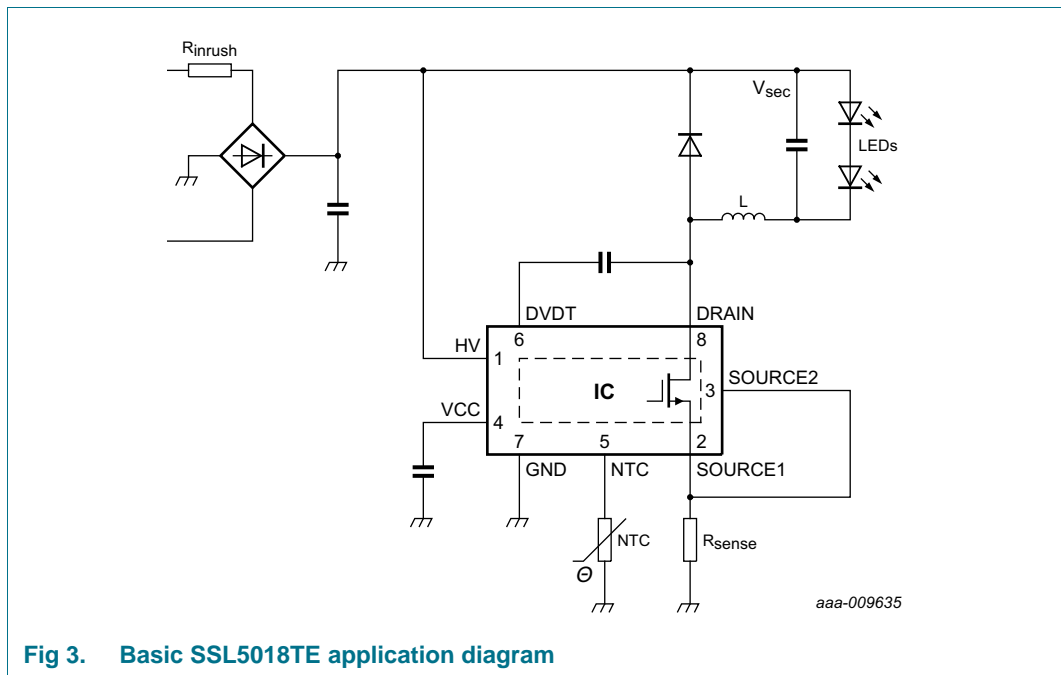 Rinrush
Vsec
LEDs
L
DVDT
DRAIN
6
8
HV
1
IC
3
SOURCE2
VCC
4
7
5
2
GND
NTC
SOURCE1
NTC
Θ
Rsense
aaa-009635
Fig 3. Basic SSL5018TE application diagram